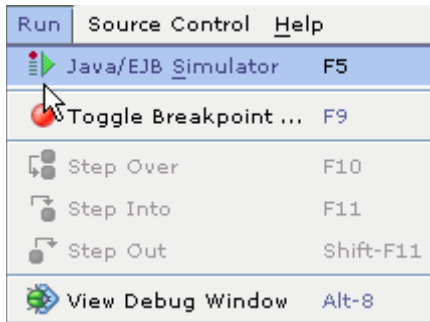 Run Source Control Help
Java/EJB Simulator F5
Toggle Breakpoint ... F9
Step Over F10
Step Into F11
Step Out Shift-F11
View Debug Window Alt-8